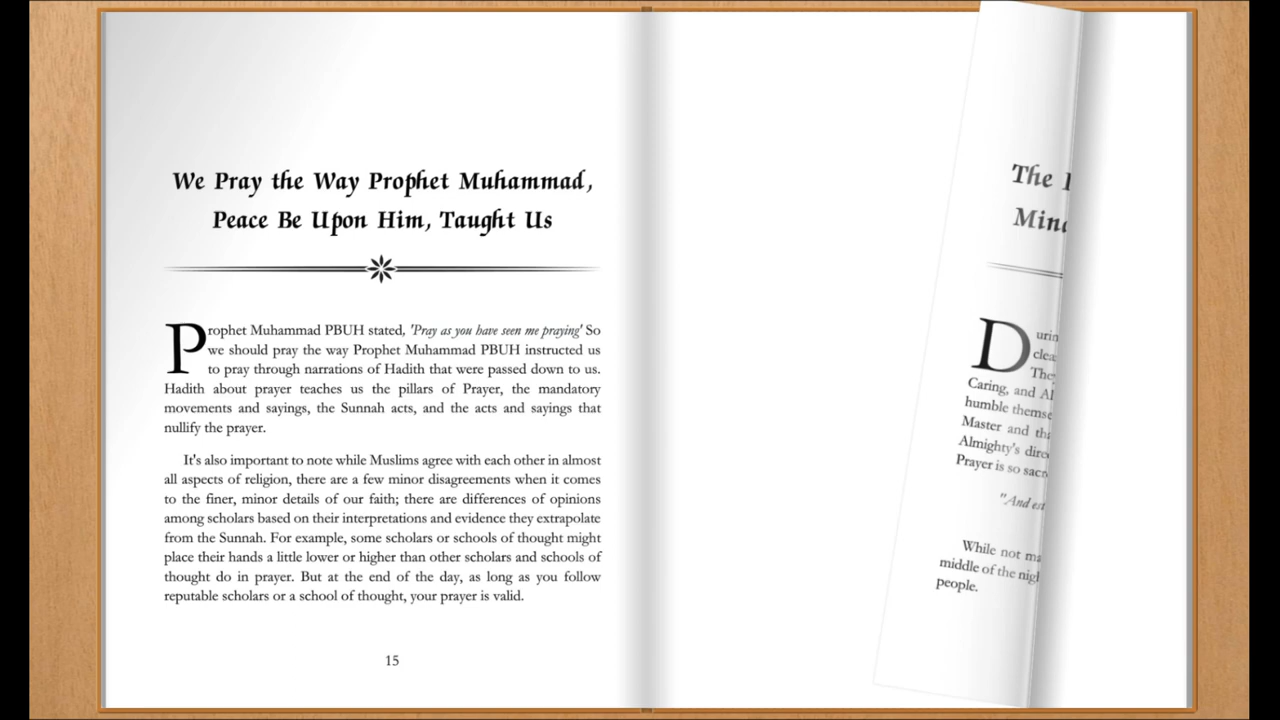 We Pray the Way Prophet Muhammad,
Peace Be Upon Him, Taught Us
Prophet Muhammad PBUH stated, 'Pray as you have seen me praying' So
we should pray the way Prophet Muhammad PBUH instructed us
to pray through narrations of Hadith that were passed down to us.
Hadith about prayer teaches us the pillars of Prayer, the mandatory
movements and sayings, the Sunnah acts, and the acts and sayings that
nullify the prayer.
It's also important to note while Muslims agree with each other in almost
all aspects of religion, there are a few minor disagreements when it comes
to the finer, minor details of our faith; there are differences of opinions
among scholars based on their interpretations and evidence they extrapolate
from the Sunnah. For example, some scholars or schools of thought might
place their hands a little lower or higher than other scholars and schools of
thought do in prayer. But at the end of the day, as long as you follow
reputable scholars or a school of thought, your prayer is valid.
15
The
Caring, and
humble
Master and
Almighty's
Prayer is so
"And
While not
middle of the
people.